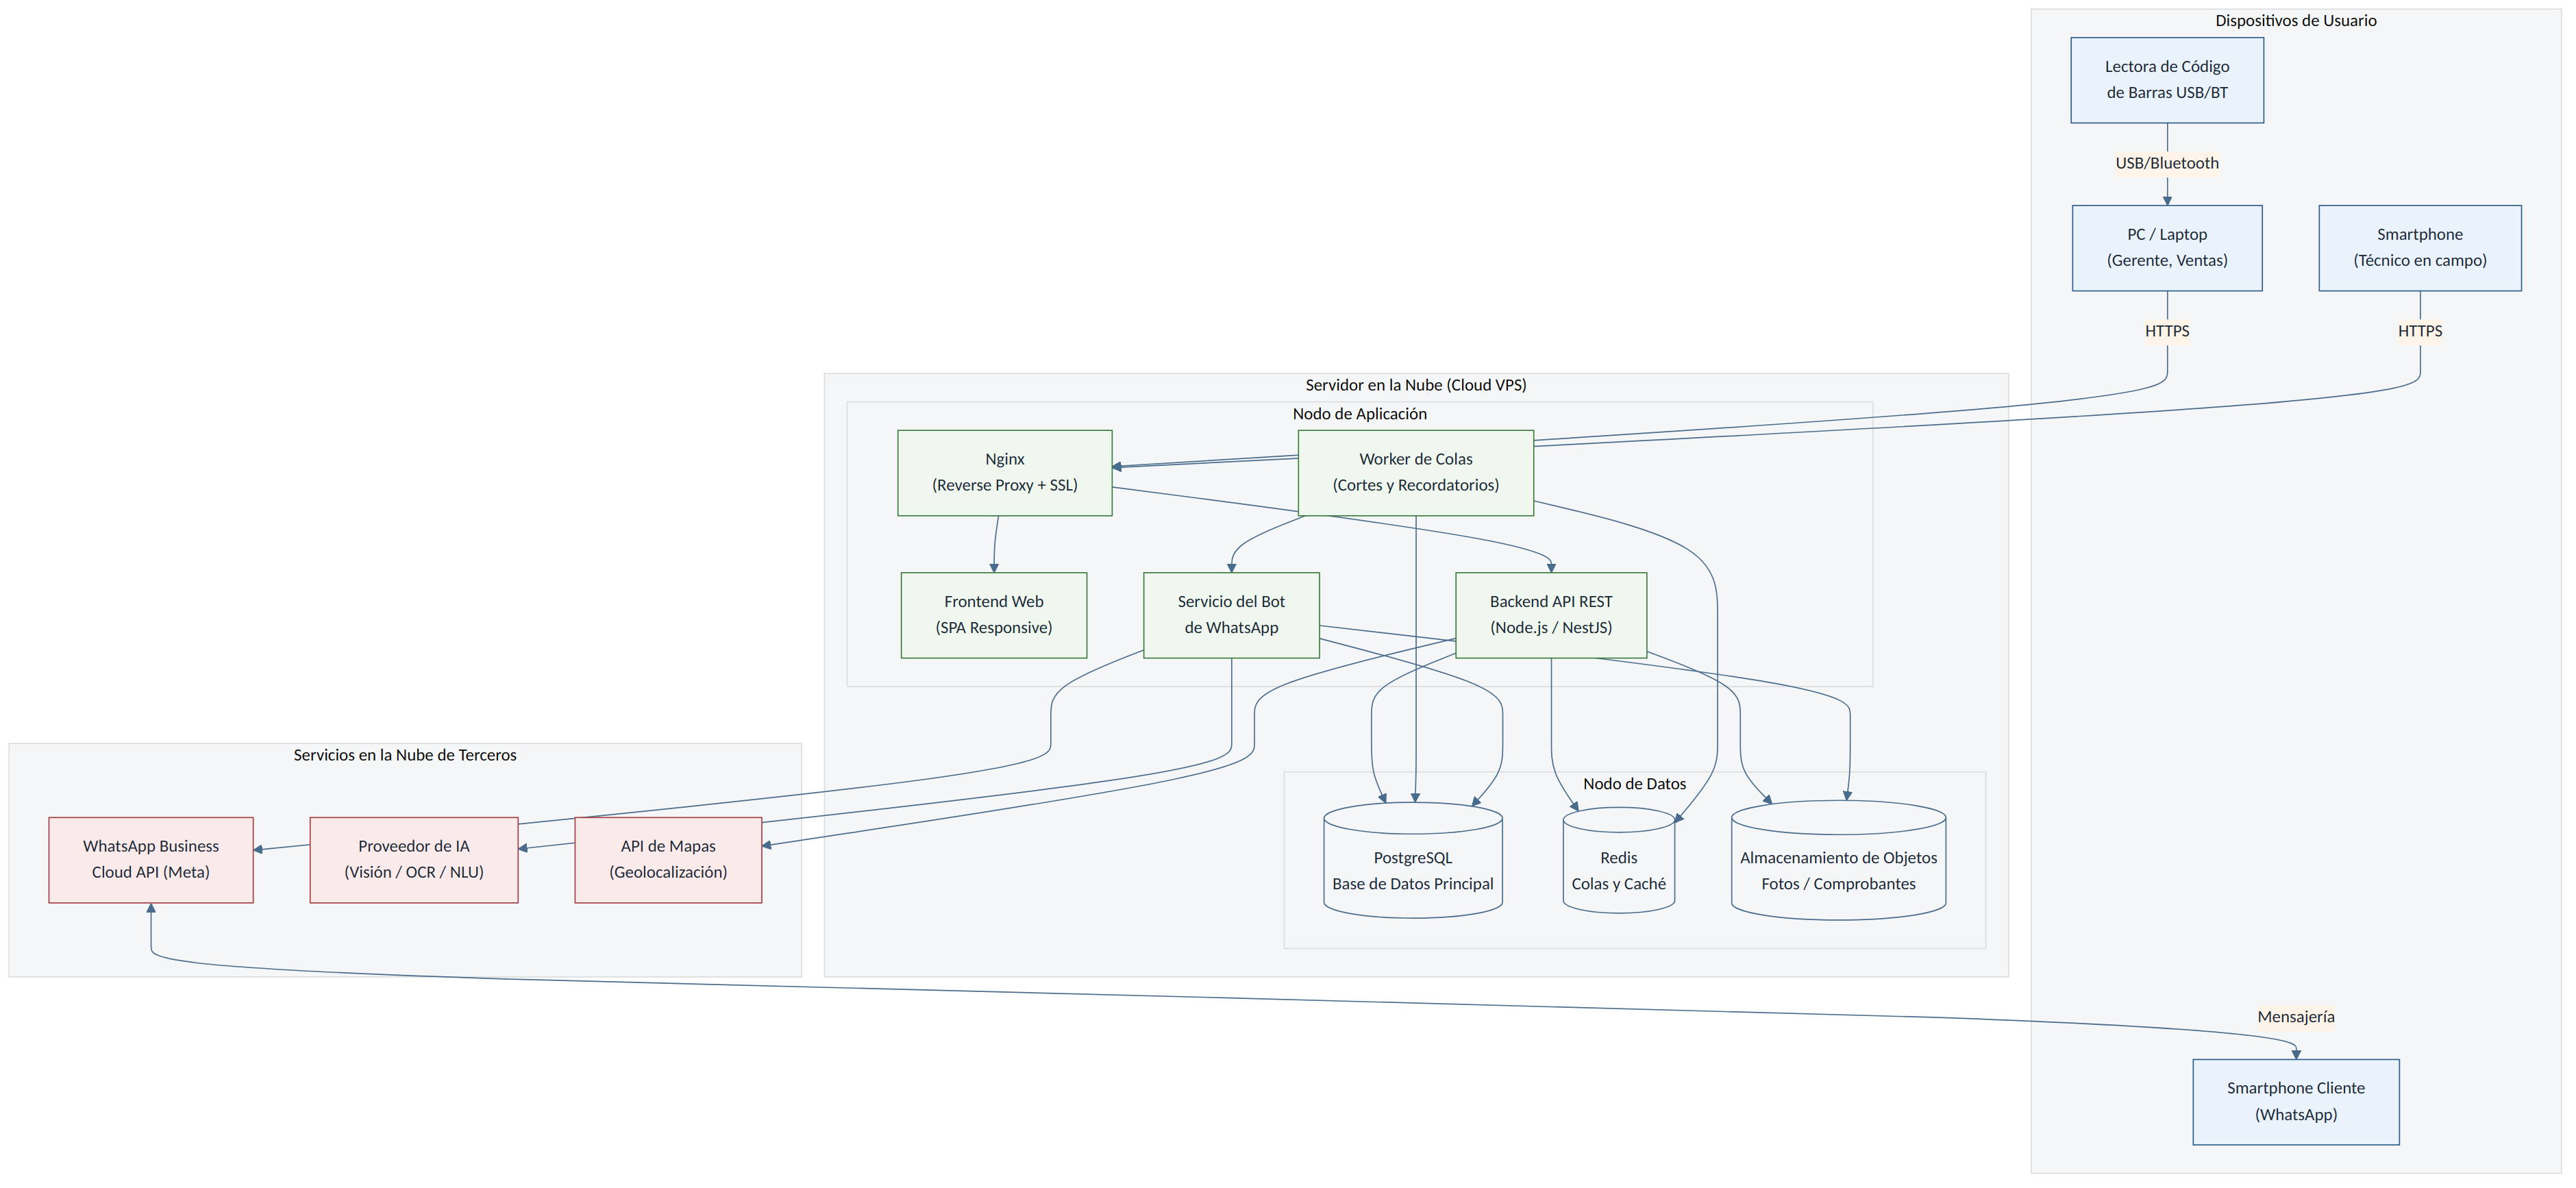 Dispositivos de Usuario
Lectora de Código
de Barras USB/BT
USB/Bluetooth
PC / Laptop
(Gerente, Ventas)
Smartphone
(Técnico en campo)
HTTPS
HTTPS
Servidor en la Nube (Cloud VPS)
Nodo de Aplicación
Nginx
(Reverse Proxy + SSL)
Worker de Colas
(Cortes y Recordatorios)
Frontend Web
(SPA Responsive)
Servicio del Bot
de WhatsApp
Backend API REST
(Node.js / NestJS)
Servicios en la Nube de Terceros
WhatsApp Business
Cloud API (Meta)
Proveedor de IA
(Visión / OCR / NLU)
API de Mapas
(Geolocalización)
Nodo de Datos
PostgreSQL
Base de Datos Principal
Redis
Colas y Caché
Almacenamiento de Objetos
Fotos / Comprobantes
Mensajería
Smartphone Cliente
(WhatsApp)